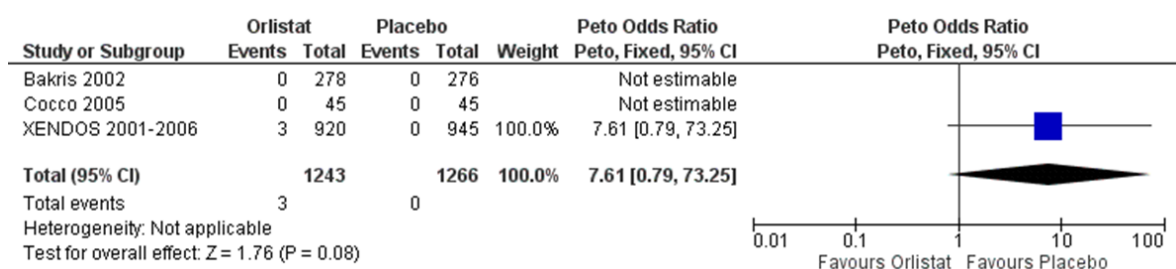 Orlistat Placebo Peto Odds Ratio Peto Odds Ratio
Study or Subgroup Events Total Events Total Weight Peto, Fixed, 95% CI Peto, Fixed, 95% CI
Bakris 2002 0 278 0 276 Not estimable
Cocco 2005 0 45 0 45 Not estimable
XENDOS 2001-2006 3 920 0 945 100.0% 7.61 [0.79, 73.25]
Total (95% CI) 1243 1266 100.0% 7.61 [0.79, 73.25]
Total events 3 0
Heterogeneity: Not applicable
Test for overall effect: Z = 1.76 (P = 0.08)
0.01 0.1 1 10 100
Favours Orlistat Favours Placebo